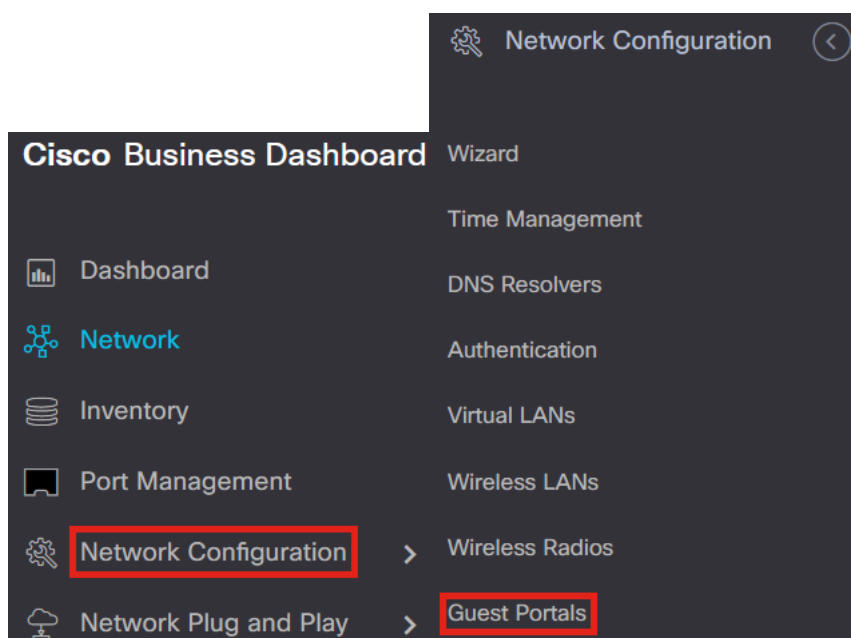 Cisco Business Dashboard
Dashboard
Network
Inventory
Port Management
Network Configuration
Network Plug and Play
Network Configuration
Wizard
Time Management
DNS Resolvers
Authentication
Virtual LANs
Wireless LANs
Wireless Radios
Guest Portals